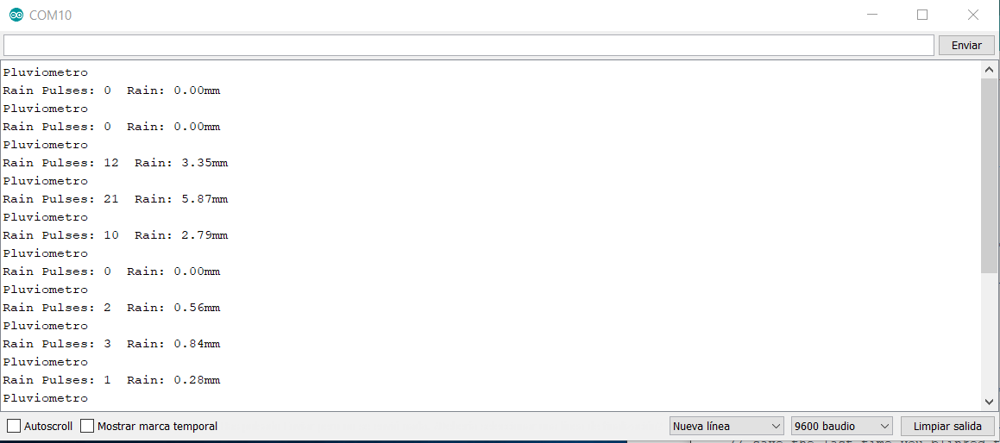 COM10
Enviar
Pluviometro
Rain Pulses: 0  Rain: 0.00mm
Pluviometro
Rain Pulses: 0  Rain: 0.00mm
Pluviometro
Rain Pulses: 12  Rain: 3.35mm
Pluviometro
Rain Pulses: 21  Rain: 5.87mm
Pluviometro
Rain Pulses: 10  Rain: 2.79mm
Pluviometro
Rain Pulses: 0  Rain: 0.00mm
Pluviometro
Rain Pulses: 2  Rain: 0.56mm
Pluviometro
Rain Pulses: 3  Rain: 0.84mm
Pluviometro
Rain Pulses: 1  Rain: 0.28mm
Pluviometro
Autoscroll Mostrar marca temporal Nueva línea 9600 baudio Limpiar salida